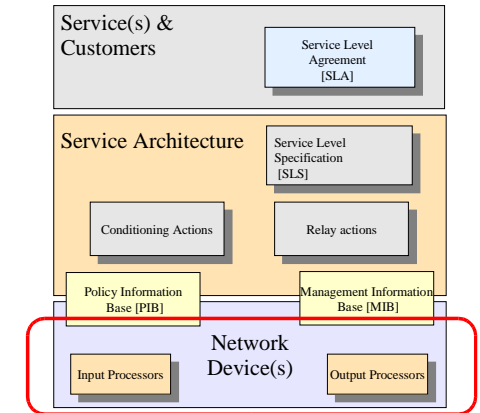 Service(s) &
Customers
Service Level
Agreement
[SLA]
Service Architecture
Service Level
Specification
[SLS]
Conditioning Actions
Relay actions
Policy Information
Base [PIB]
Management Information
Base [MIB]
Network
Device(s)
Input Processors
Output Processors